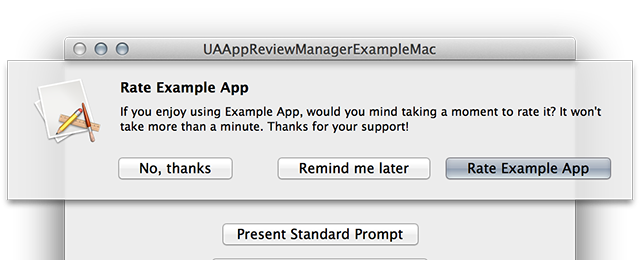 UAAppReviewManagerExampleMac
Rate Example App
If you enjoy using Example App, would you mind taking a moment to rate it? It won't
take more than a minute. Thanks for your support!
No, thanks
Remind me later
Rate Example App
Present Standard Prompt